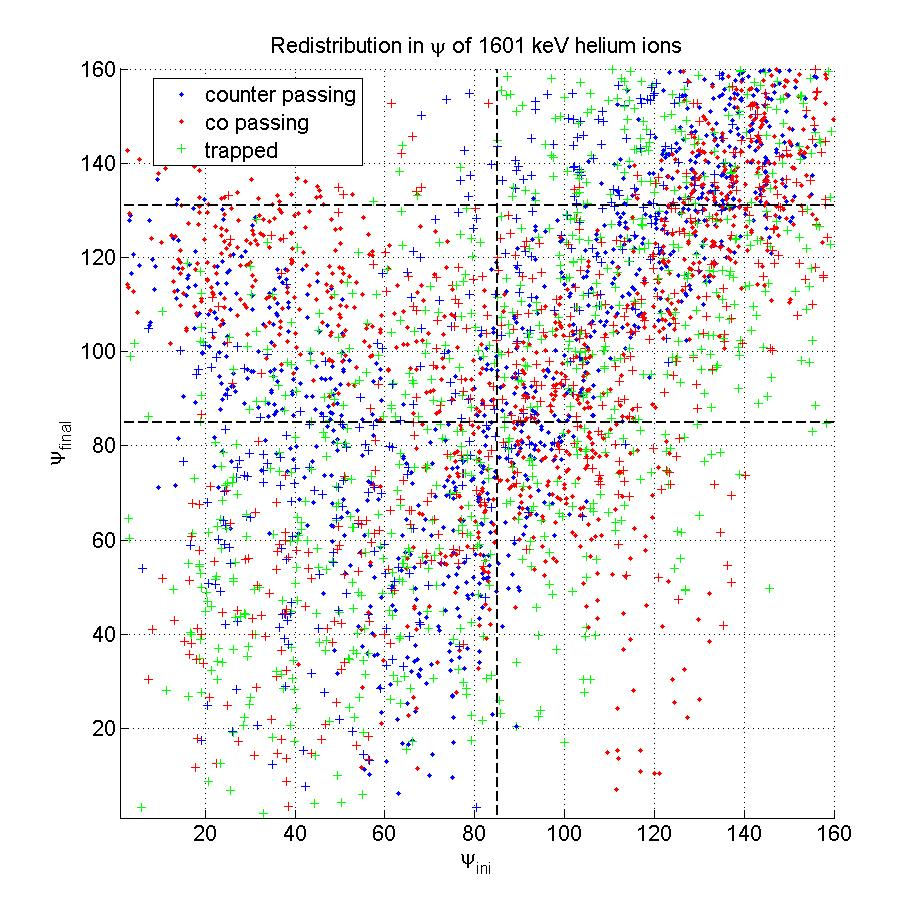 Redistribution in ψ of 1601 keV helium ions
160
140
120
100
80
60
40
20
counter passing
co passing
trapped
ψfinal
20 40 60 80 100 120 140 160
ψini